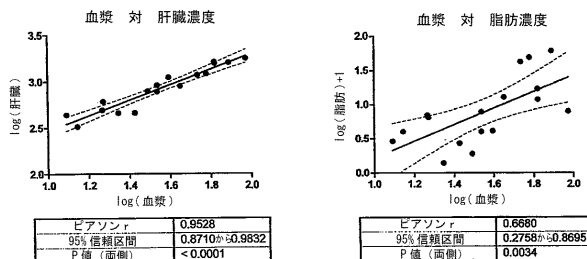 血漿 対 肝臓濃度
3.5
3.0
2.5
2.0
log(肝臓)
1.0 1.2 1.4 1.6 1.8 2.0
log(血漿)
ピアソン r 0.9528
95% 信頼区間 0.8710から0.9832
P 値 (両側) < 0.0001
血漿 対 脂肪濃度
2.0
1.5
1.0
0.5
0.0
log(脂肪)+1
1.0 1.2 1.4 1.6 1.8 2.0
log(血漿)
ピアソン r 0.6680
95% 信頼区間 0.2758から0.8695
P 値 (両側) 0.0034